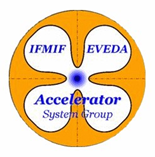 IFMIF EVEDA
Accelerator
System Group